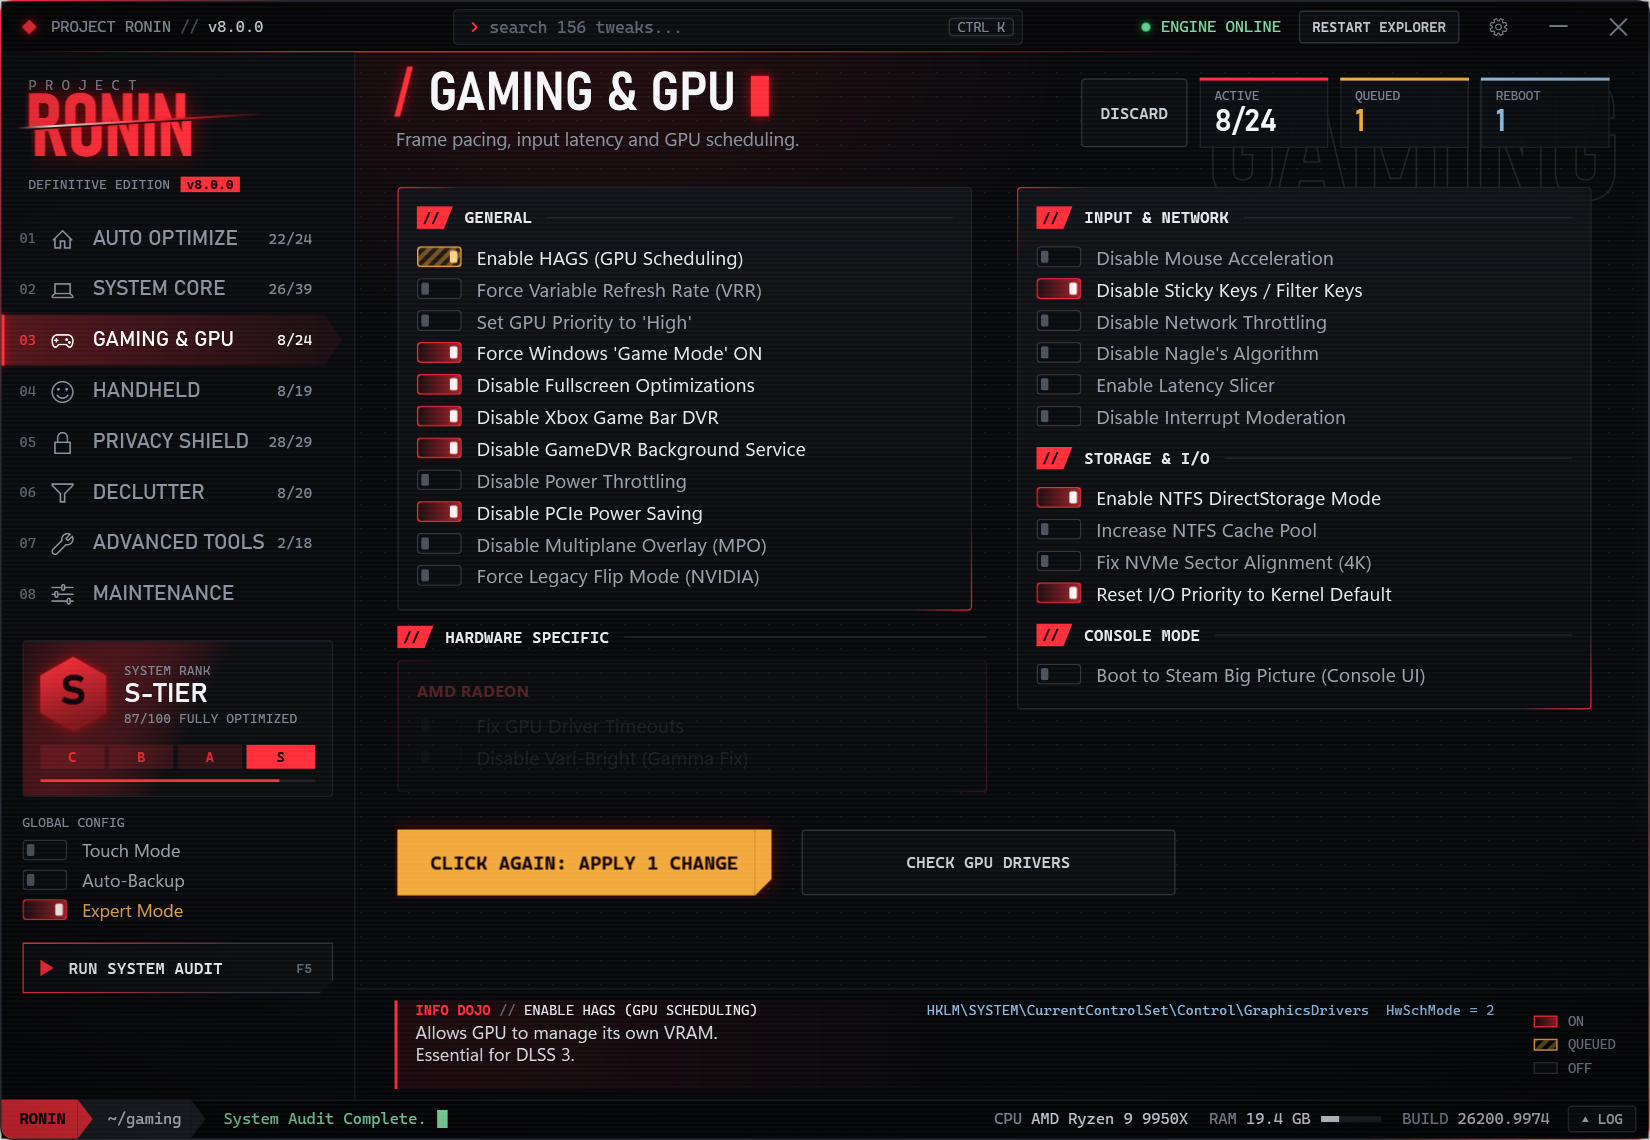 PROJECT RONIN // v8.0.0
search 156 tweaks...
CTRL K
ENGINE ONLINE
RESTART EXPLORER
PROJECT
RONIN
DEFINITIVE EDITION v8.0.0
01 AUTO OPTIMIZE 22/24
02 SYSTEM CORE 26/39
03 GAMING & GPU 8/24
04 HANDHELD 8/19
05 PRIVACY SHIELD 28/29
06 DECLUTTER 8/20
07 ADVANCED TOOLS 2/18
08 MAINTENANCE
S
SYSTEM RANK
S-TIER
87/100 FULLY OPTIMIZED
C B A S
GLOBAL CONFIG
Touch Mode
Auto-Backup
Expert Mode
RUN SYSTEM AUDIT F5
/ GAMING & GPU
Frame pacing, input latency and GPU scheduling.
DISCARD
ACTIVE
8/24
QUEUED
1
REBOOT
1
GAMING
// GENERAL
Enable HAGS (GPU Scheduling)
Force Variable Refresh Rate (VRR)
Set GPU Priority to 'High'
Force Windows 'Game Mode' ON
Disable Fullscreen Optimizations
Disable Xbox Game Bar DVR
Disable GameDVR Background Service
Disable Power Throttling
Disable PCIe Power Saving
Disable Multiplane Overlay (MPO)
Force Legacy Flip Mode (NVIDIA)
// HARDWARE SPECIFIC
AMD RADEON
Fix GPU Driver Timeouts
Disable Vari-Bright (Gamma Fix)
// INPUT & NETWORK
Disable Mouse Acceleration
Disable Sticky Keys / Filter Keys
Disable Network Throttling
Disable Nagle's Algorithm
Enable Latency Slicer
Disable Interrupt Moderation
// STORAGE & I/O
Enable NTFS DirectStorage Mode
Increase NTFS Cache Pool
Fix NVMe Sector Alignment (4K)
Reset I/O Priority to Kernel Default
// CONSOLE MODE
Boot to Steam Big Picture (Console UI)
CLICK AGAIN: APPLY 1 CHANGE
CHECK GPU DRIVERS
INFO DOJO // ENABLE HAGS (GPU SCHEDULING)
Allows GPU to manage its own VRAM.
Essential for DLSS 3.
HKLM\SYSTEM\CurrentControlSet\Control\GraphicsDrivers HwSchMode = 2
ON
QUEUED
OFF
RONIN ~/gaming System Audit Complete.
CPU AMD Ryzen 9 9950X RAM 19.4 GB BUILD 26200.9974 ▲ LOG